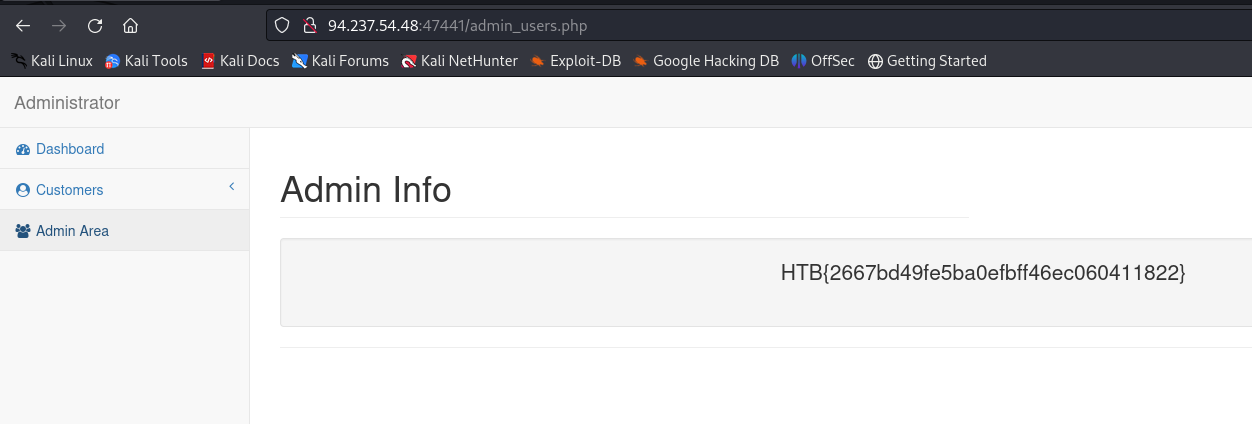 94.237.54.48:47441/admin_users.php
Kali Linux Kali Tools Kali Docs Kali Forums Kali NetHunter Exploit-DB Google Hacking DB OffSec Getting Started
Administrator
Dashboard
Customers
Admin Area
Admin Info
HTB{2667bd49fe5ba0efbff46ec060411822}